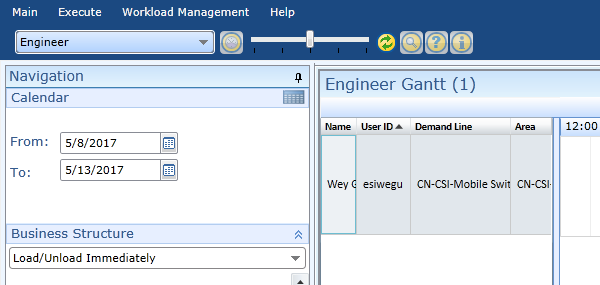 Main Execute Workload Management Help
Engineer
Navigation
Calendar
From: 5/8/2017
To: 5/13/2017
Business Structure
Load/Unload Immediately
Engineer Gantt (1)
Name User ID Demand Line Area 12:00
Wey esiwegu CN-CSI-Mobile Swit CN-CSI-